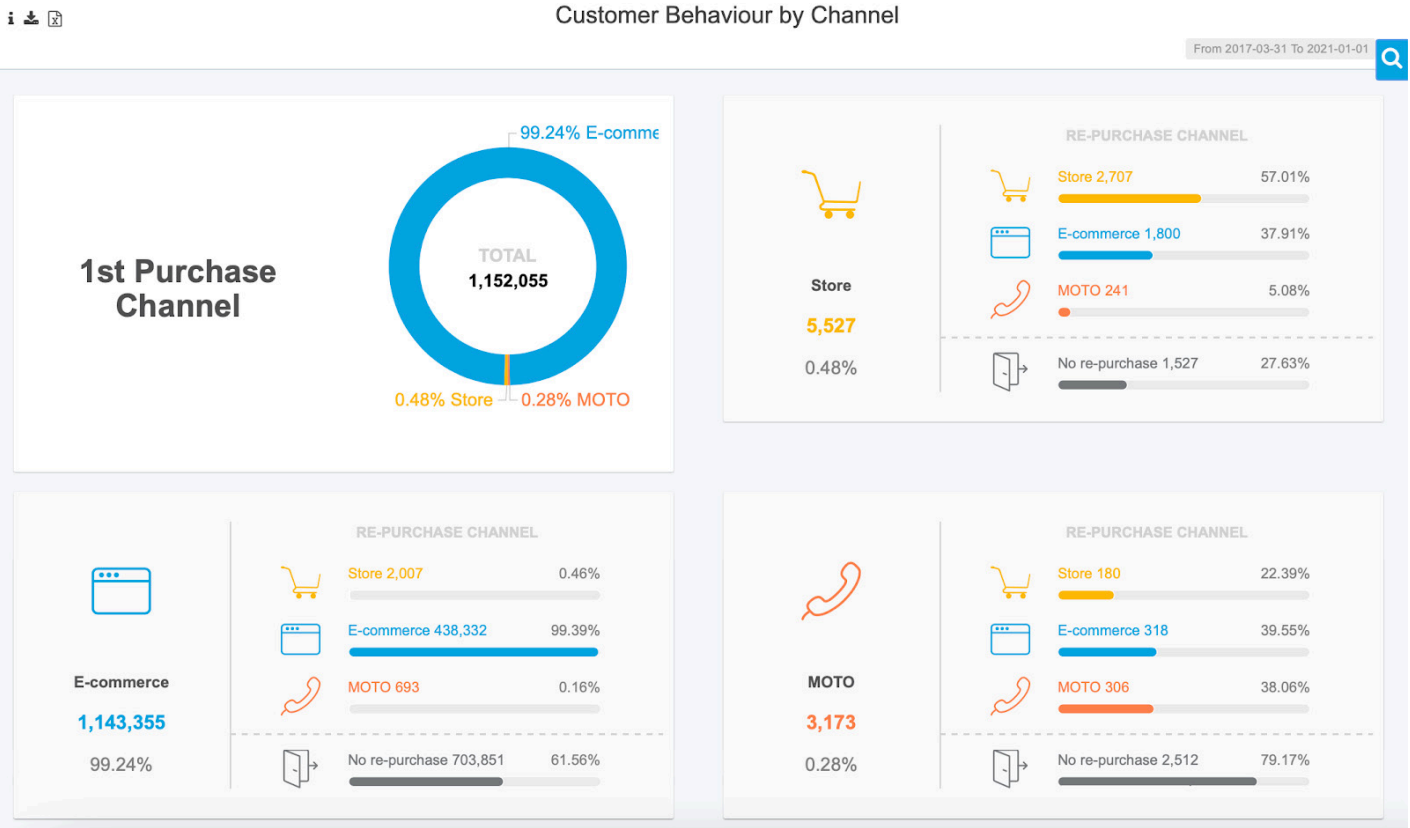 Customer Behaviour by Channel
From 2017-03-31 To 2021-01-01
1st Purchase
Channel
99.24% E-comme
TOTAL
1,152,055
0.48% Store
0.28% MOTO
Store
5,527
0.48%
RE-PURCHASE CHANNEL
Store 2,707 57.01%
E-commerce 1,800 37.91%
MOTO 241 5.08%
No re-purchase 1,527 27.63%
E-commerce
1,143,355
99.24%
RE-PURCHASE CHANNEL
Store 2,007 0.46%
E-commerce 438,332 99.39%
MOTO 693 0.16%
No re-purchase 703,851 61.56%
MOTO
3,173
0.28%
RE-PURCHASE CHANNEL
Store 180 22.39%
E-commerce 318 39.55%
MOTO 306 38.06%
No re-purchase 2,512 79.17%